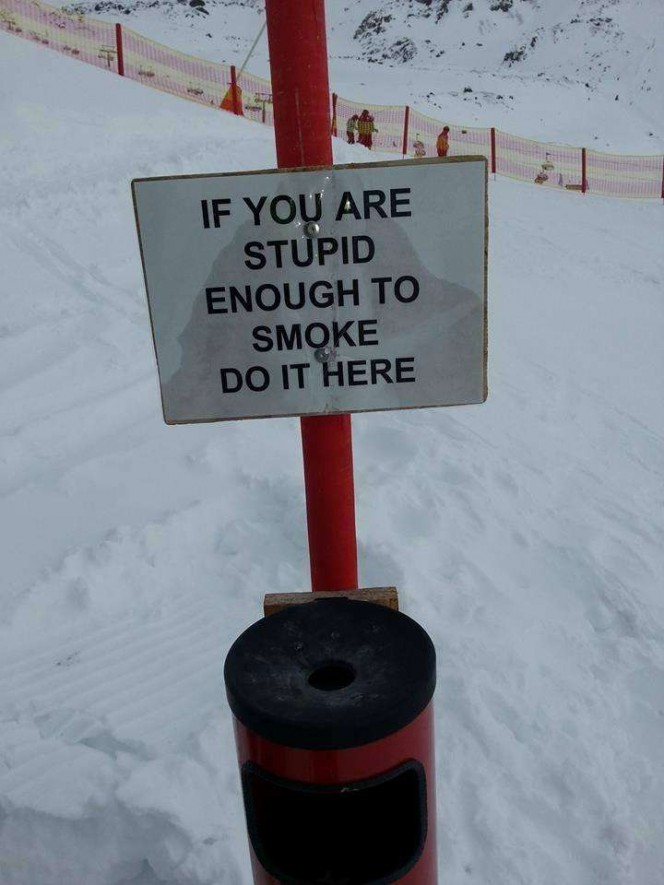 IF YOU ARE
STUPID
ENOUGH TO
SMOKE
DO IT HERE